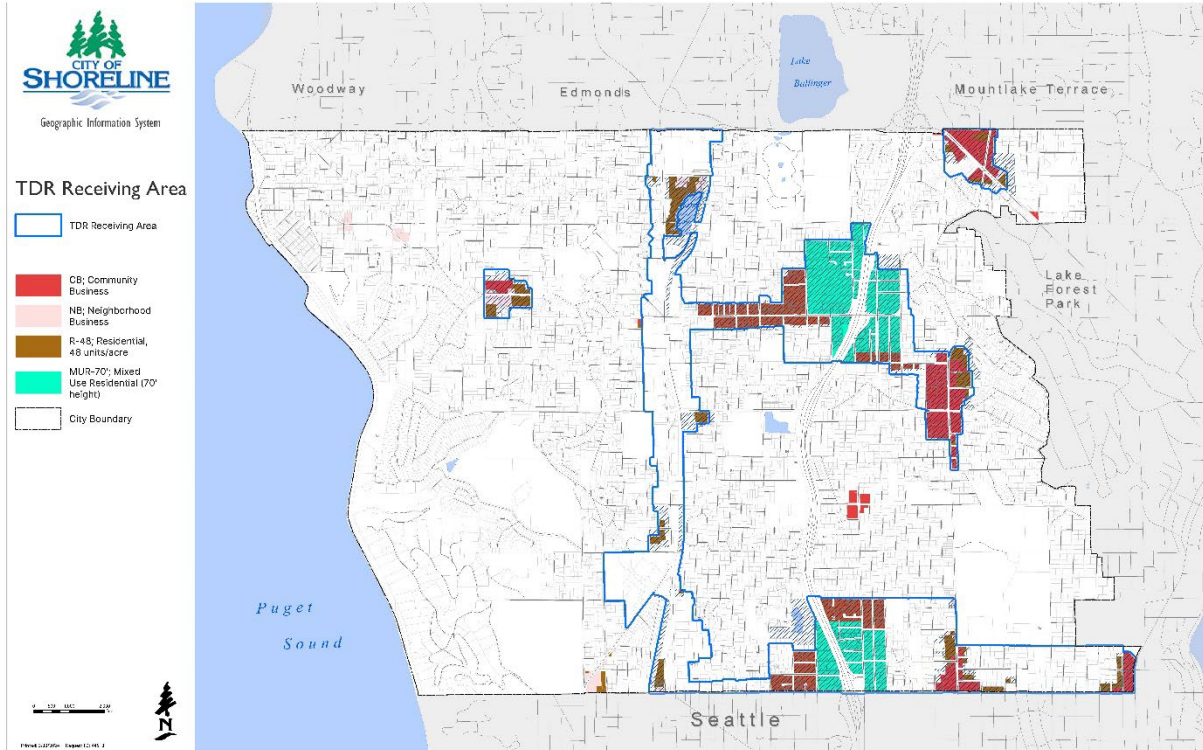 CITY OF
SHORELINE
Geographic Information System
TDR Receiving Area
TDR Receiving Area
CB; Community
Business
NB; Neighborhood
Business
R-48; Residential,
48 units/acre
MUR-70'; Mixed
Use Residential (70'
height)
City Boundary
N
Woodway
Edmonds
Lake
Ballinger
Mountlake Terrace
Lake
Forest
Park
Puget
Sound
Seattle